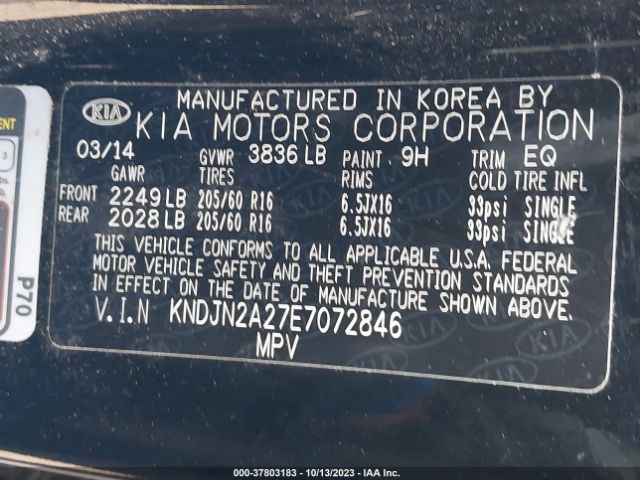 MANUFACTURED IN KOREA BY
KIA
KIA MOTORS CORPORATION
03/14 GVWR 3836 LB PAINT 9H TRIM EQ
GAWR TIRES RIMS COLD TIRE INFL
FRONT 2249 LB 205/60 R16 6.5JX16 33psi SINGLE
REAR 2028 LB 205/60 R16 6.5JX16 33psi SINGLE
THIS VEHICLE CONFORMS TO ALL APPLICABLE U.S.A. FEDERAL
MOTOR VEHICLE SAFETY AND THEFT PREVENTION STANDARDS
IN EFFECT ON THE DATE OF MANUFACTURE SHOWN ABOVE.
V.I.N KNDJN2A27E7072846
MPV
P70
3
000-37803183 - 10/13/2023 - IAA Inc.